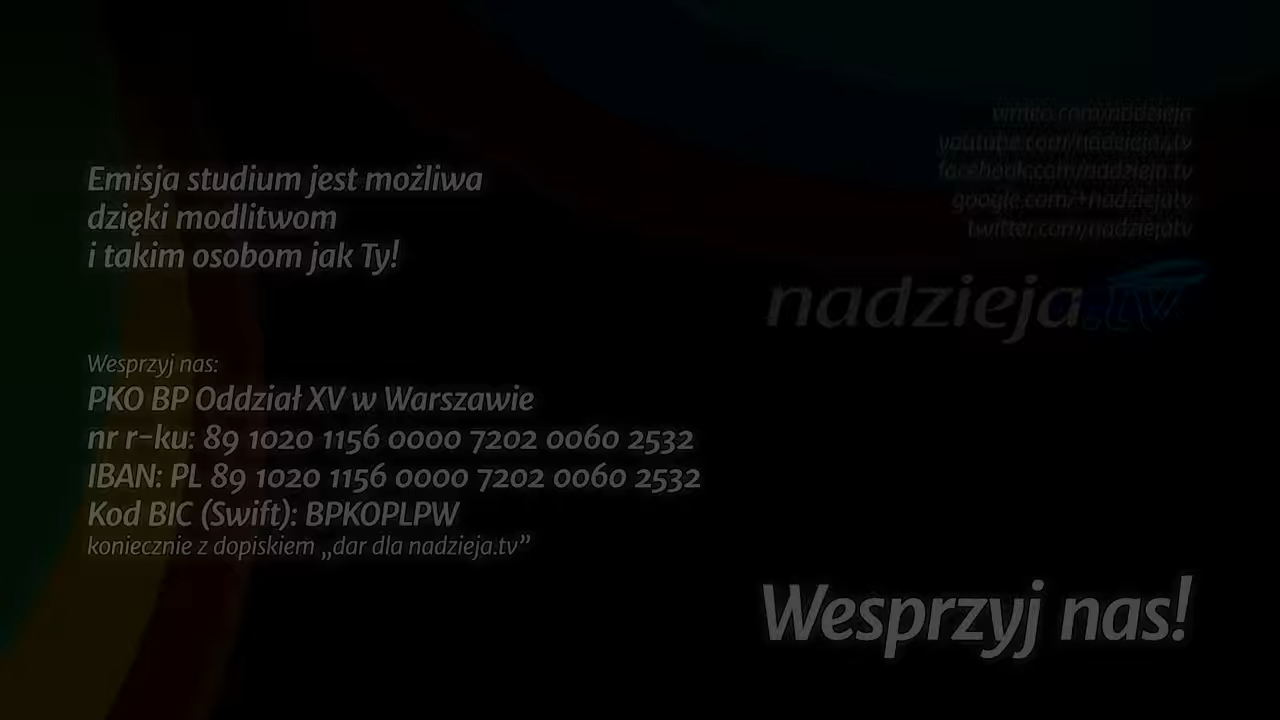 Emisja studium jest możliwa
dzięki modlitwom
i takim osobom jak Ty!
Wesprzyj nas:
PKO BP Oddział XV w Warszawie
nr r-ku: 89 1020 1156 0000 7202 0060 2532
IBAN: PL 89 1020 1156 0000 7202 0060 2532
Kod BIC (Swift): BPKOPLPW
koniecznie z dopiskiem „dar dla nadzieja.tv”
facebook.com/nadzieja.tv
google.com/+nadziejatv
twitter.com/nadziejatv
nadzieja.tv
Wesprzyj nas!